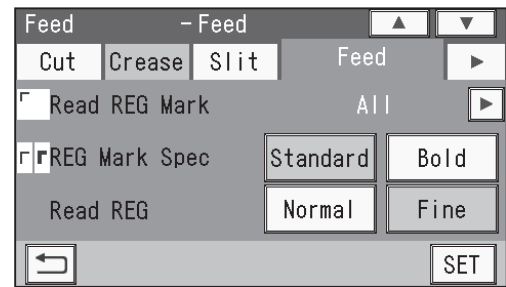 Feed - Feed ▲ ▼
Cut Crease Slit Feed ►
Read REG Mark All ►
REG Mark Spec Standard Bold
Read REG Normal Fine
SET